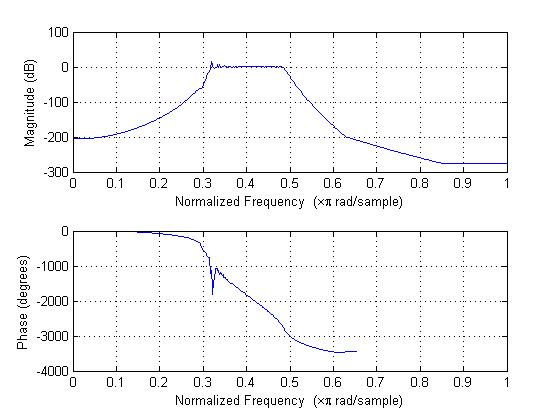 100
0
-100
-200
-300
Magnitude (dB)
0 0.1 0.2 0.3 0.4 0.5 0.6 0.7 0.8 0.9 1
Normalized Frequency (×π rad/sample)
0
-1000
-2000
-3000
-4000
Phase (degrees)
0 0.1 0.2 0.3 0.4 0.5 0.6 0.7 0.8 0.9 1
Normalized Frequency (×π rad/sample)